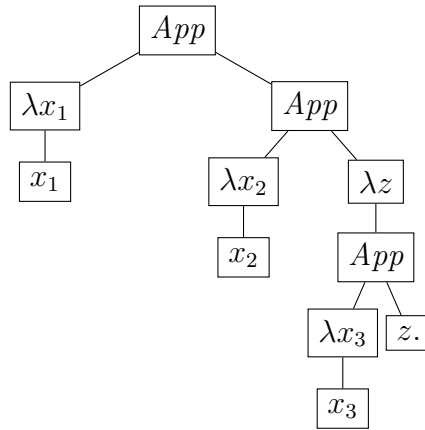 App
λx₁ App
x₁ λx₂ λz
x₂ App
λx₃ z.
x₃